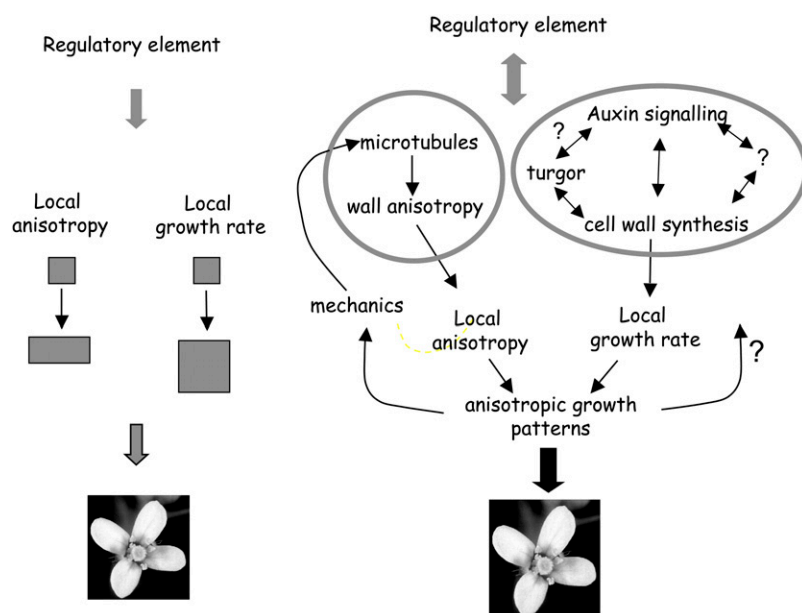 Regulatory element
Local
anisotropy
Local
growth rate
Regulatory element
microtubules
wall anisotropy
Auxin signalling
?
?
turgor
cell wall synthesis
mechanics
Local
anisotropy
Local
growth rate
?
anisotropic growth
patterns